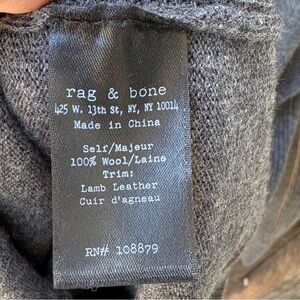 rag & bone
425 W. 13th St, NY, NY 10014
Made in China
Self/Majeur
100% Wool/Laine
Trim:
Lamb Leather
Cuir d'agneau
RN# 108879